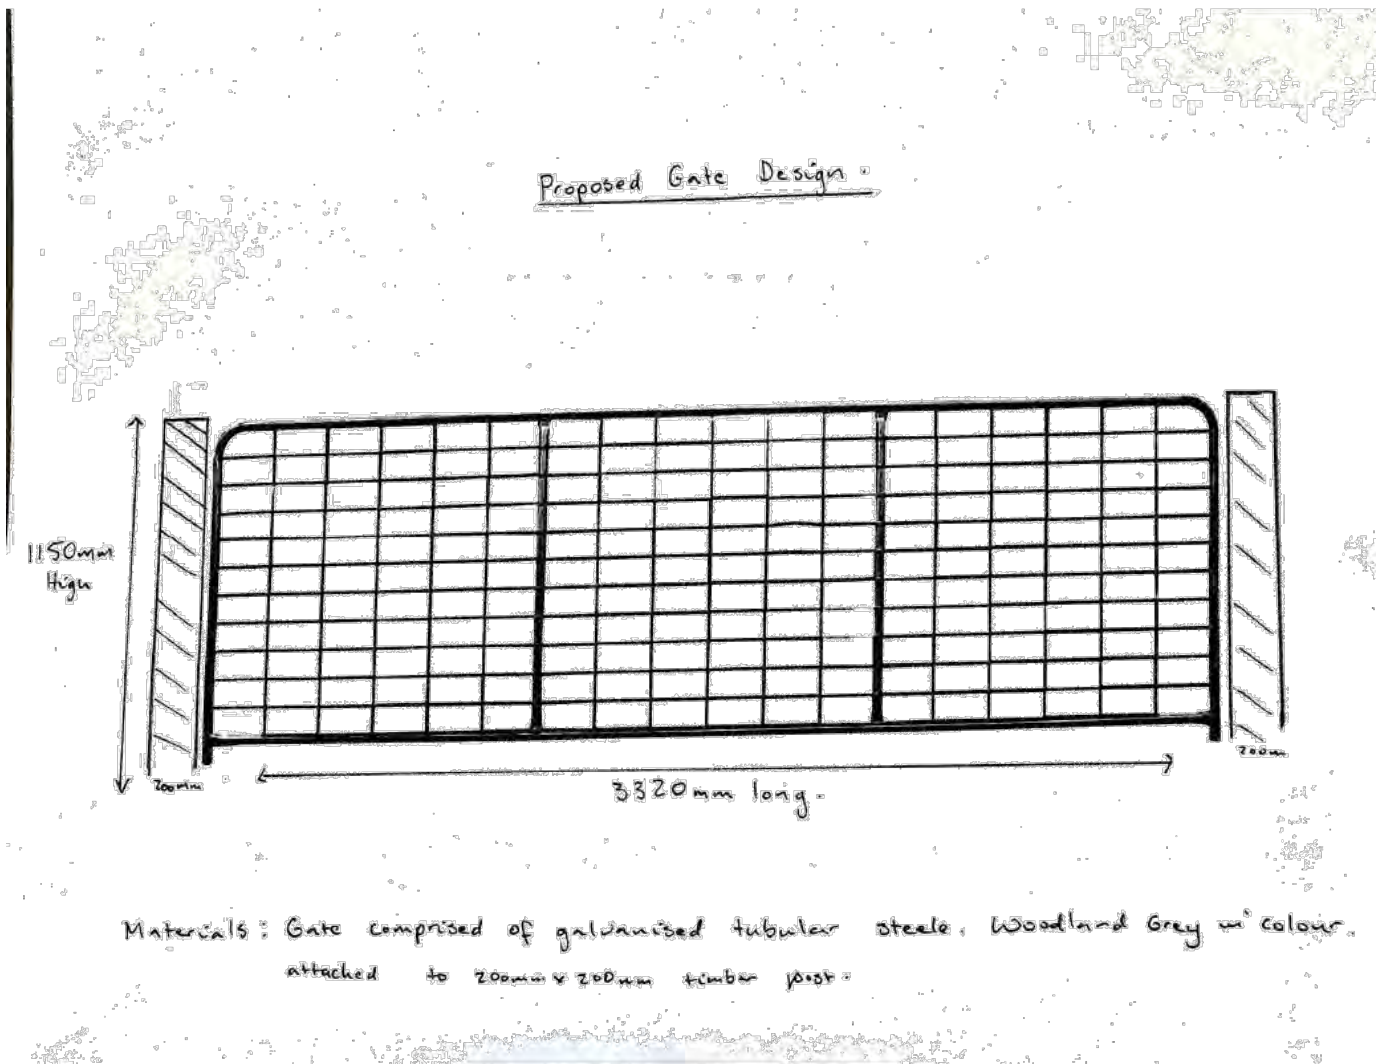 Proposed Gate Design.
1150mm
High
200mm
200mm
3320mm long.
Materials: Gate comprised of galvanised tubular steele. Woodland Grey in colour.
attached to 200mm x 200mm timber post.